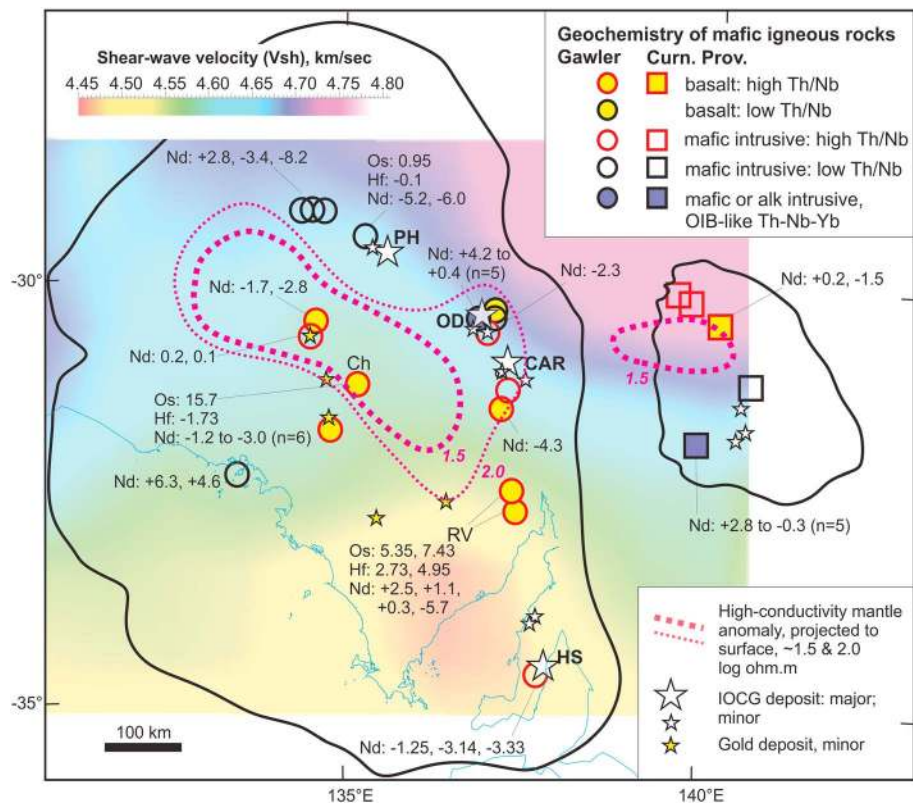 Shear-wave velocity (Vsh), km/sec
4.45 4.50 4.55 4.60 4.65 4.70 4.75 4.80
Geochemistry of mafic igneous rocks
Gawler Curn. Prov.
basalt: high Th/Nb
basalt: low Th/Nb
mafic intrusive: high Th/Nb
mafic intrusive: low Th/Nb
mafic or alk intrusive,
OIB-like Th-Nb-Yb
Nd: +2.8, -3.4, -8.2
Os: 0.95
Hf: -0.1
Nd: -5.2, -6.0
PH
-30°
Nd: +4.2 to
+0.4 (n=5)
Nd: -2.3
Nd: +0.2, -1.5
Nd: -1.7, -2.8
OD
Nd: 0.2, 0.1
Ch
CAR
1.5
Os: 15.7
Hf: -1.73
Nd: -1.2 to -3.0 (n=6)
Nd: -4.3
1.5
2.0
Nd: +6.3, +4.6
RV
Nd: +2.8 to -0.3 (n=5)
Os: 5.35, 7.43
Hf: 2.73, 4.95
Nd: +2.5, +1.1,
+0.3, -5.7
HS
-35°
100 km
Nd: -1.25, -3.14, -3.33
High-conductivity mantle
anomaly, projected to
surface, ~1.5 & 2.0
log ohm.m
IOCG deposit: major;
minor
Gold deposit, minor
135°E
140°E